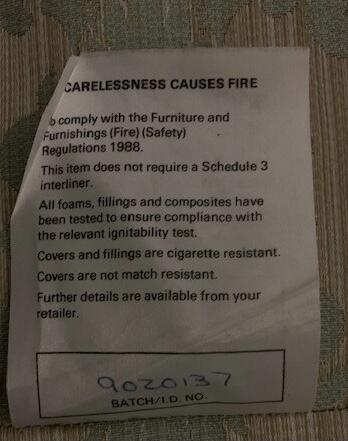 CARELESSNESS CAUSES FIRE
o comply with the Furniture and
Furnishings (Fire) (Safety)
Regulations 1988.
This item does not require a Schedule 3
interliner.
All foams, fillings and composites have
been tested to ensure compliance with
the relevant ignitability test.
Covers and fillings are cigarette resistant.
Covers are not match resistant.
Further details are available from your
retailer.
9020137
BATCH/I.D. NO.